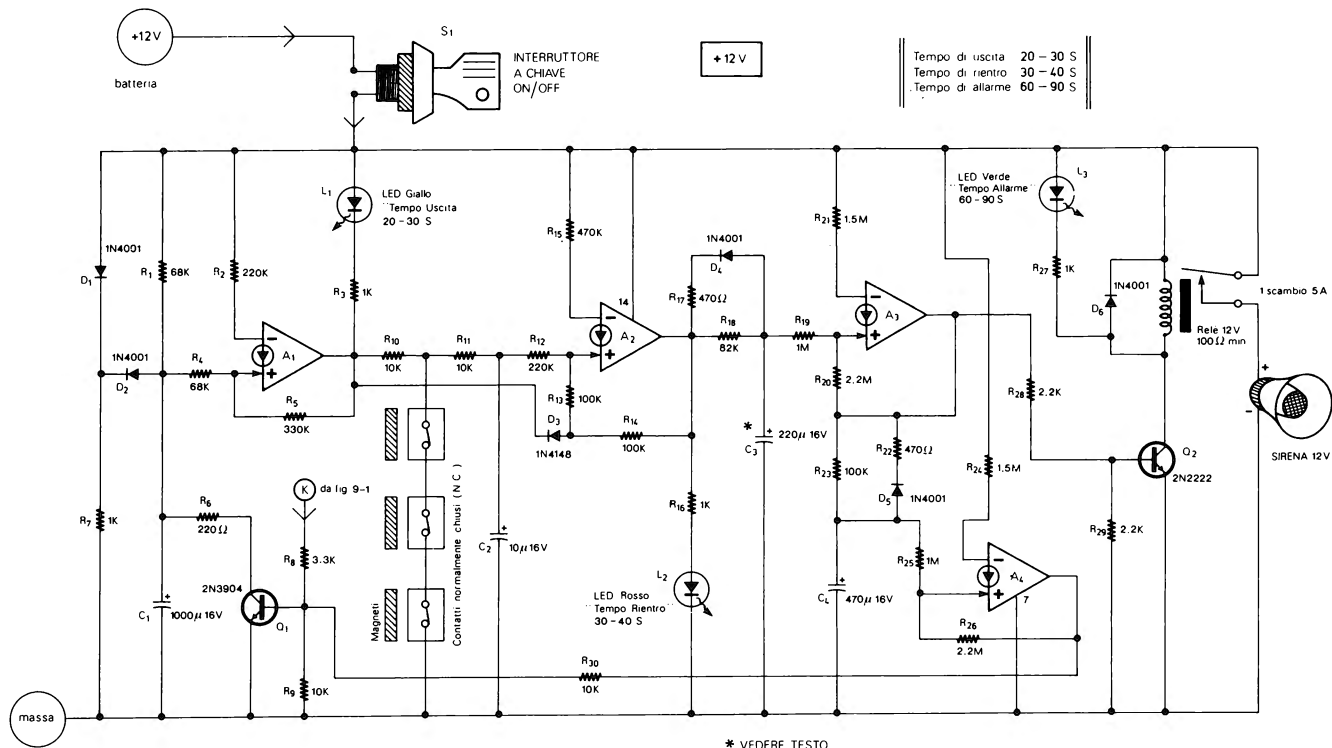 +12V
batteria
S1
INTERRUTTORE
A CHIAVE
ON/OFF
+12V
Tempo di uscita 20-30 S
Tempo di rientro 30-40 S
Tempo di allarme 60-90 S
L1
LED Giallo
"Tempo Uscita
20-30 S
LED Verde
"Tempo Allarme"
60-90 S
L3
1N4001
D1
R1
68K
R2
220K
R3
1K
R15
470K
14
A2
1N4001
D4
R17
470Ω
R21
1.5M
A3
R27
1K
1N4001
D6
1 scambio 5A
Relè 12V
100Ω min
1N4001
D2
R4
68K
A1
R5
330K
R10
10K
R11
10K
R12
220K
R13
100K
D3
1N4148
R14
100K
R18
82K
R19
1M
R20
2.2M
*
C3
220µ 16V
R22
470Ω
R23
100K
D5
1N4001
R24
1.5M
R28
2.2K
Q2
2N2222
SIRENA 12V
R7
1K
R6
220Ω
K
da fig 9-1
R8
3.3K
2N3904
Q1
C1
1000µ 16V
R9
10K
Magneti
Contatti normalmente chiusi (N C)
C2
10µ 16V
R16
1K
L2
LED Rosso
"Tempo Rientro"
30-40 S
R25
1M
C4
470µ 16V
A4
7
R26
2.2M
R29
2.2K
R30
10K
massa
* VEDERE TESTO